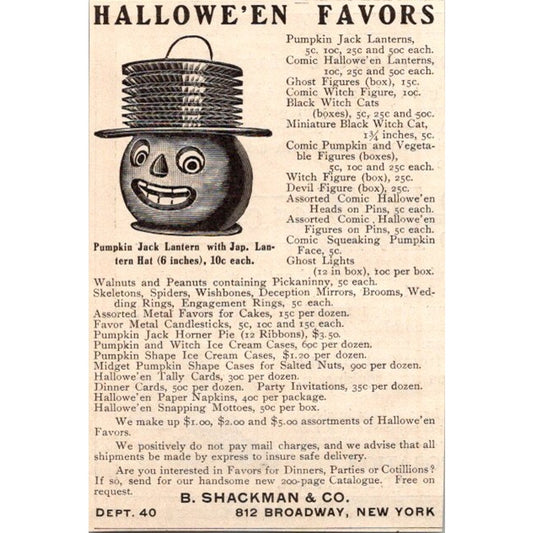 HALLOWE'EN FAVORS
Pumpkin Jack Lanterns,
5c. 10c, 25c and 50c each.
Comic Hallowe'en Lanterns,
10c, 25c and 50c each.
Ghost Figures (box), 15c.
Comic Witch Figure, 10c.
Black Witch Cats
(boxes), 5c, 25c and 50c.
Miniature Black Witch Cat,
1¾ inches, 5c.
Comic Pumpkin and Vegeta-
ble Figures (boxes),
5c, 10c and 25c each.
Witch Figure (box), 25c.
Devil Figure (box), 25c.
Assorted Comic Hallowe'en
Heads on Pins, 5c each.
Assorted Comic Hallowe'en
Figures on Pins, 5c each.
Comic Squeaking Pumpkin
Face, 5c.
Ghost Lights
(12 in box), 10c per box.
Pumpkin Jack Lantern with Jap. Lan-
tern Hat (6 inches), 10c each.
Walnuts and Peanuts containing Pickaninny, 5c each.
Skeletons, Spiders, Wishbones, Deception Mirrors, Brooms, Wed-
ding Rings, Engagement Rings, 5c each.
Assorted Metal Favors for Cakes, 15c per dozen.
Favor Metal Candlesticks, 5c, 10c and 15c each.
Pumpkin Jack Horner Pie (12 Ribbons), $3.50.
Pumpkin and Witch Ice Cream Cases, 60c per dozen.
Pumpkin Shape Ice Cream Cases, $1.20 per dozen.
Midget Pumpkin Shape Cases for Salted Nuts, 90c per dozen.
Hallowe'en Tally Cards, 30c per dozen.
Dinner Cards, 50c per dozen. Party Invitations, 35c per dozen.
Hallowe'en Paper Napkins, 40c per package.
Hallowe'en Snapping Mottoes, 50c per box.
We make up $1.00, $2.00 and $5.00 assortments of Hallowe'en
Favors.
We positively do not pay mail charges, and we advise that all
shipments be made by express to insure safe delivery.
Are you interested in Favors for Dinners, Parties or Cotillions?
If so, send for our handsome new 200-page Catalogue. Free on
request.
B. SHACKMAN & CO.
DEPT. 40 812 BROADWAY, NEW YORK